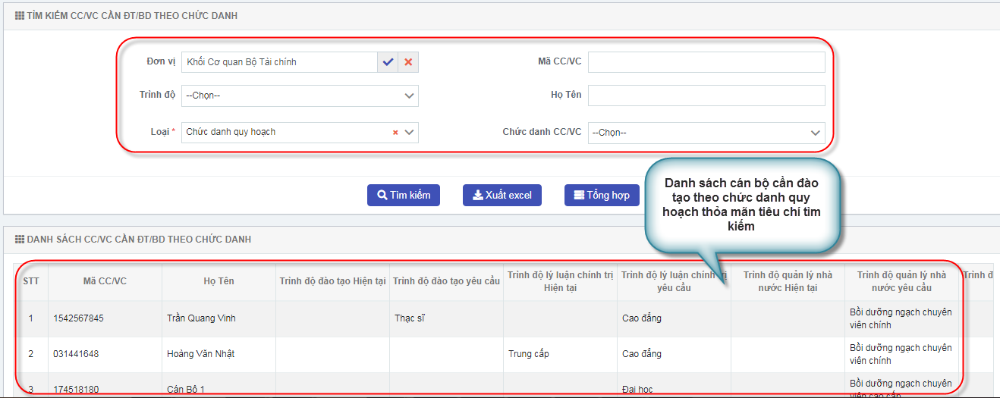 TÌM KIẾM CC/VC CẦN ĐT/BD THEO CHỨC DANH
Đơn vị Khối Cơ quan Bộ Tài chính Mã CC/VC
Trình độ --Chọn-- Họ Tên
Loại * Chức danh quy hoạch Chức danh CC/VC --Chọn--
Tìm kiếm Xuất excel Tổng hợp
Danh sách cán bộ cần đào
tạo theo chức danh quy
hoạch thỏa mãn tiêu chí tìm
kiếm
DANH SÁCH CC/VC CẦN ĐT/BD THEO CHỨC DANH
STT Mã CC/VC Họ Tên Trình độ đào tạo Hiện tại Trình độ đào tạo yêu cầu Trình độ lý luận chính trị Hiện tại Trình độ lý luận chính trị yêu cầu Trình độ quản lý nhà nước Hiện tại Trình độ quản lý nhà nước yêu cầu Trình đ
1 1542567845 Trần Quang Vinh Thạc sĩ Cao đẳng Bồi dưỡng ngạch chuyên viên chính
2 031441648 Hoàng Văn Nhật Trung cấp Cao đẳng Bồi dưỡng ngạch chuyên viên chính
3 174518180 Cán Bộ 1 Đại học Bồi dưỡng ngạch chuyên viên cao cấp